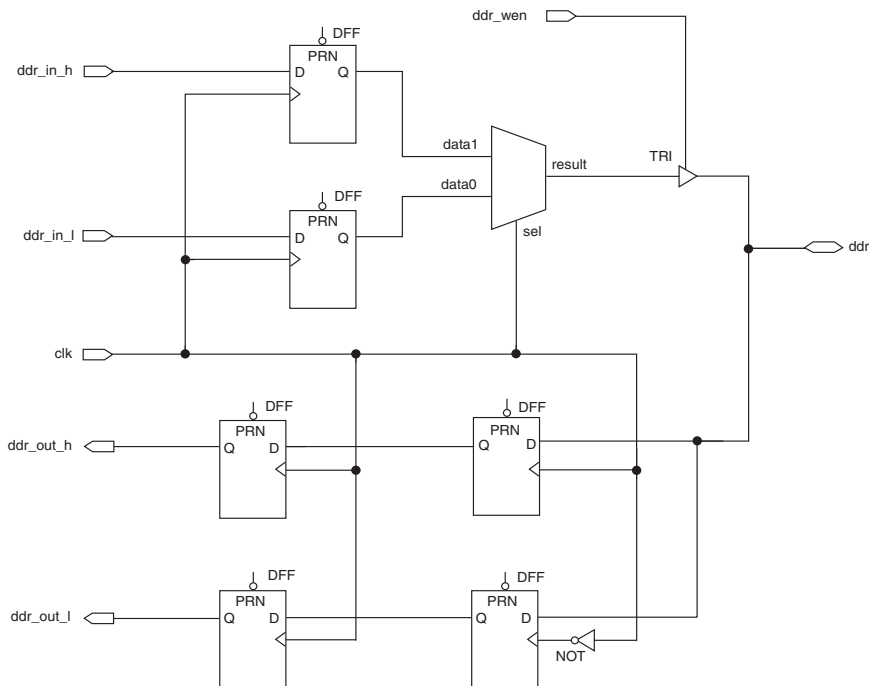 ddr_wen
DFF
PRN
ddr_in_h
D
Q
data1
TRI
result
data0
DFF
PRN
ddr_in_l
D
Q
sel
ddr
clk
DFF
DFF
PRN
PRN
ddr_out_h
Q
D
Q
D
DFF
DFF
PRN
PRN
ddr_out_l
Q
D
Q
D
NOT